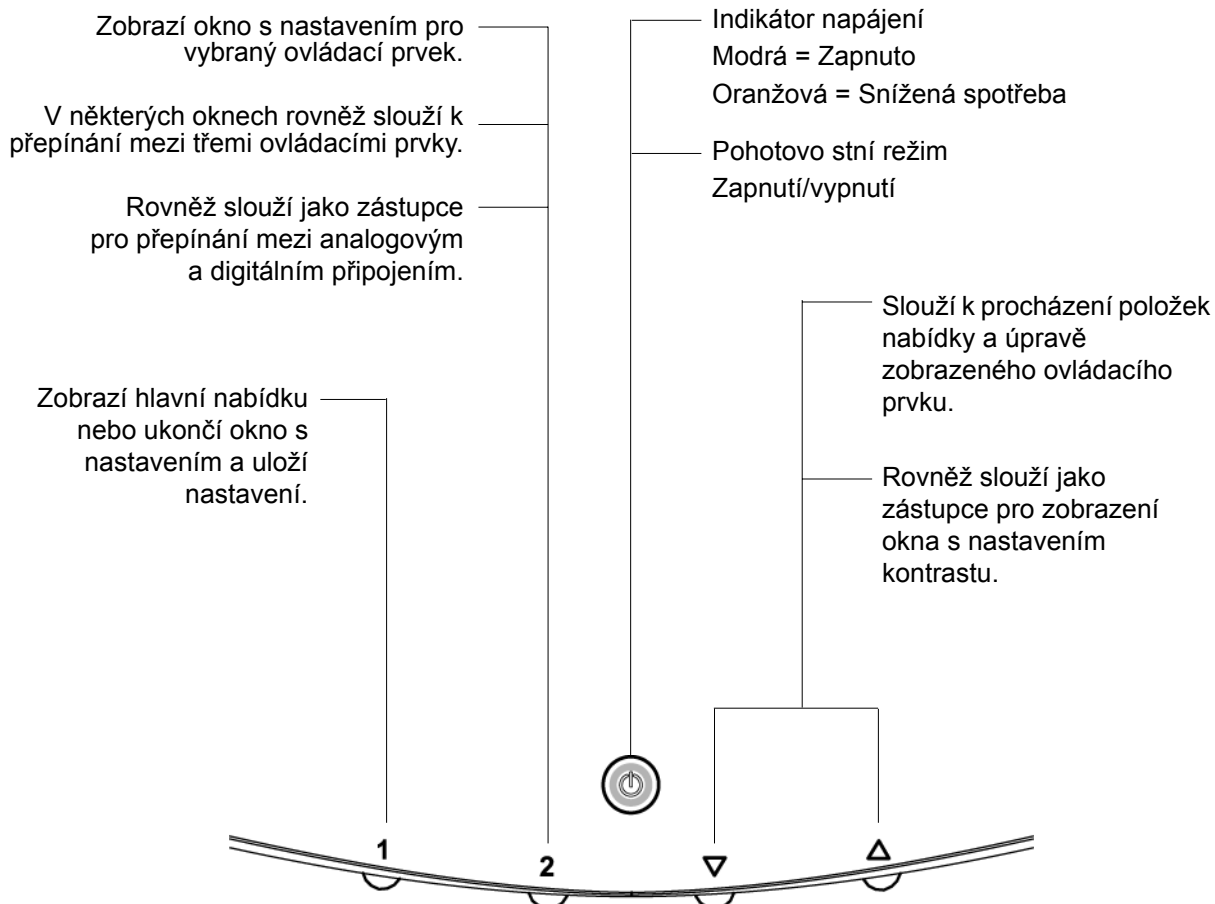 Zobrazí okno s nastavením pro
vybraný ovládací prvek.
V některých oknech rovněž slouží k
přepínání mezi třemi ovládacími prvky.
Rovněž slouží jako zástupce
pro přepínání mezi analogovým
a digitálním připojením.
Zobrazí hlavní nabídku
nebo ukončí okno s
nastavením a uloží
nastavení.
Indikátor napájení
Modrá = Zapnuto
Oranžová = Snížená spotřeba
Pohotovo stní režim
Zapnutí/vypnutí
Slouží k procházení položek
nabídky a úpravě
zobrazeného ovládacího
prvku.
Rovněž slouží jako
zástupce pro zobrazení
okna s nastavením
kontrastu.
1
2